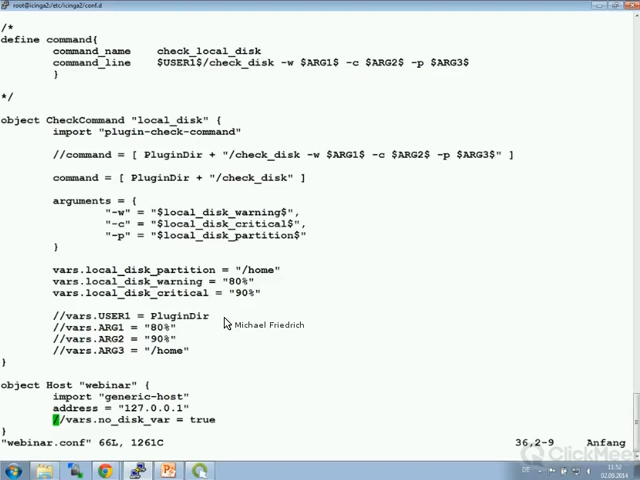 root@icinga2:/etc/icinga2/conf.d
/*
define command{
command_name check_local_disk
command_line $USER1$/check_disk -w $ARG1$ -c $ARG2$ -p $ARG3$
}
*/
object CheckCommand "local_disk" {
import "plugin-check-command"
//command = [ PluginDir + "/check_disk -w $ARG1$ -c $ARG2$ -p $ARG3$" ]
command = [ PluginDir + "/check_disk" ]
arguments = {
"-w" = "$local_disk_warning$",
"-c" = "$local_disk_critical$",
"-p" = "$local_disk_partition$"
}
vars.local_disk_partition = "/home"
vars.local_disk_warning = "80%"
vars.local_disk_critical = "90%"
//vars.USER1 = PluginDir
Michael Friedrich
//vars.ARG1 = "80%"
//vars.ARG2 = "90%"
//vars.ARG3 = "/home"
}
object Host "webinar" {
import "generic-host"
address = "127.0.0.1"
//vars.no_disk_var = true
}
"webinar.conf" 66L, 1261C 36,2-9 Anfang
ClickMeet
DE 11:52
02.09.2014